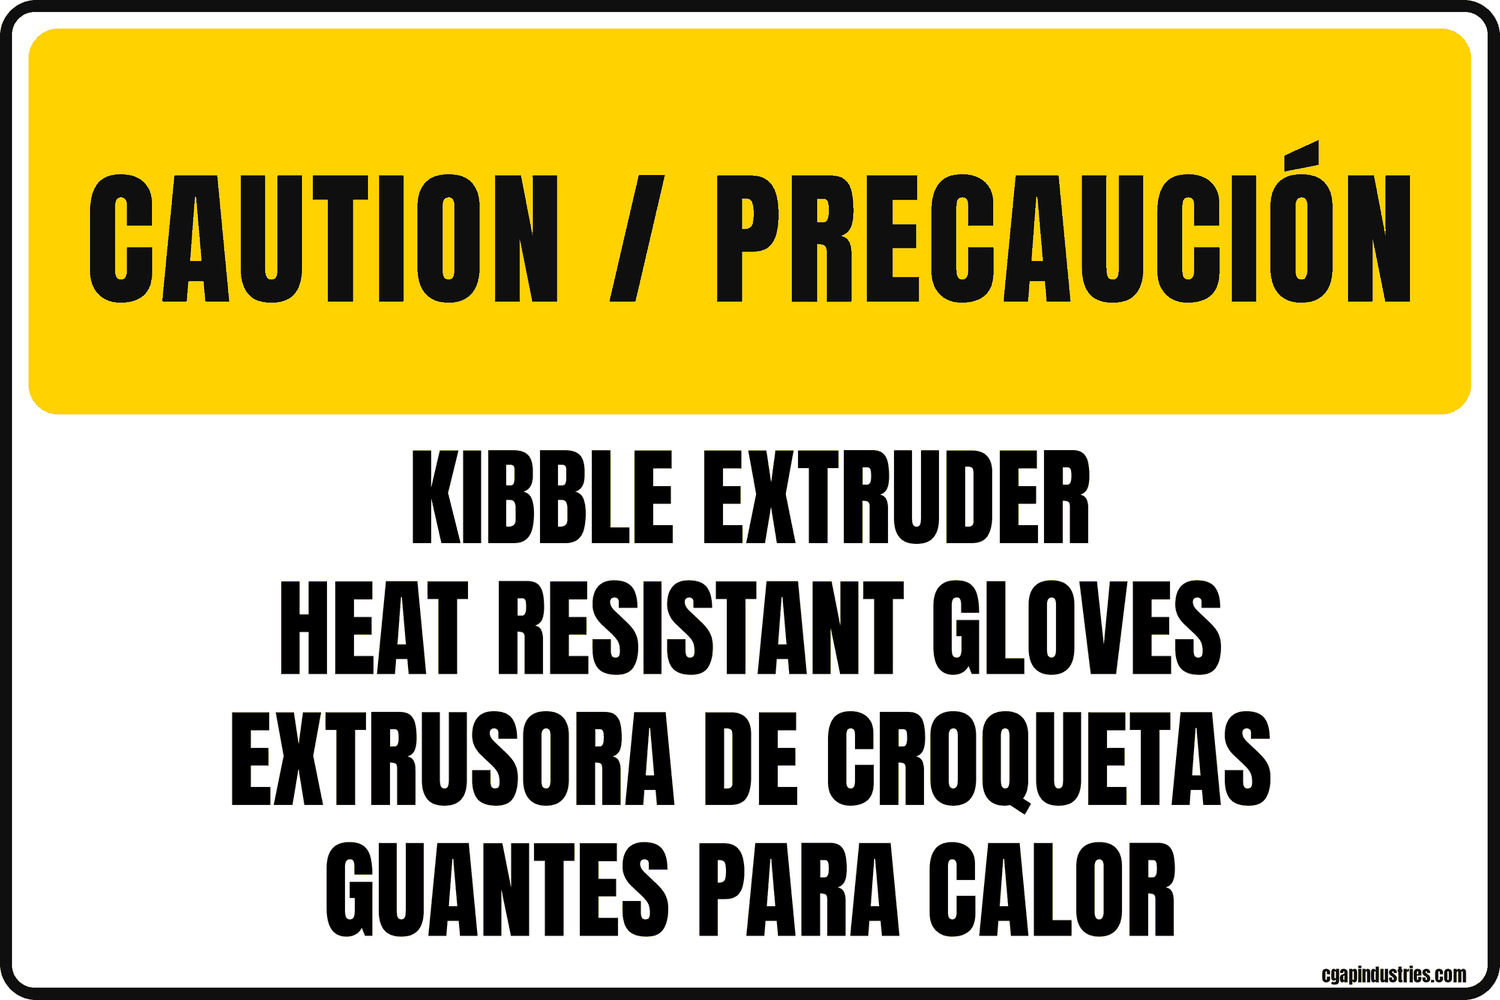 CAUTION / PRECAUCIÓN
KIBBLE EXTRUDER
HEAT RESISTANT GLOVES
EXTRUSORA DE CROQUETAS
GUANTES PARA CALOR
cgapindustries.com